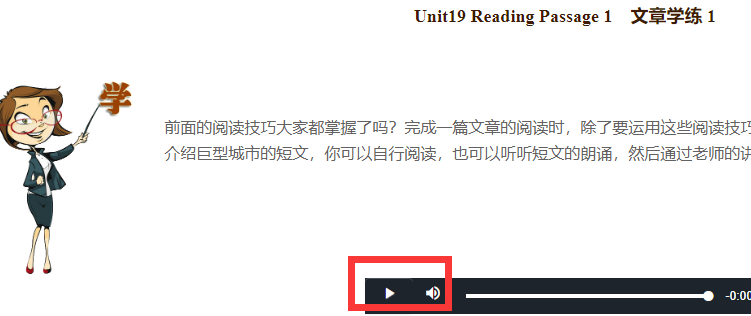 Unit19 Reading Passage 1 文章学练 1
学
前面的阅读技巧大家都掌握了吗？完成一篇文章的阅读时，除了要运用这些阅读技巧
介绍巨型城市的短文，你可以自行阅读，也可以听听短文的朗诵，然后通过老师的讲
-0:00